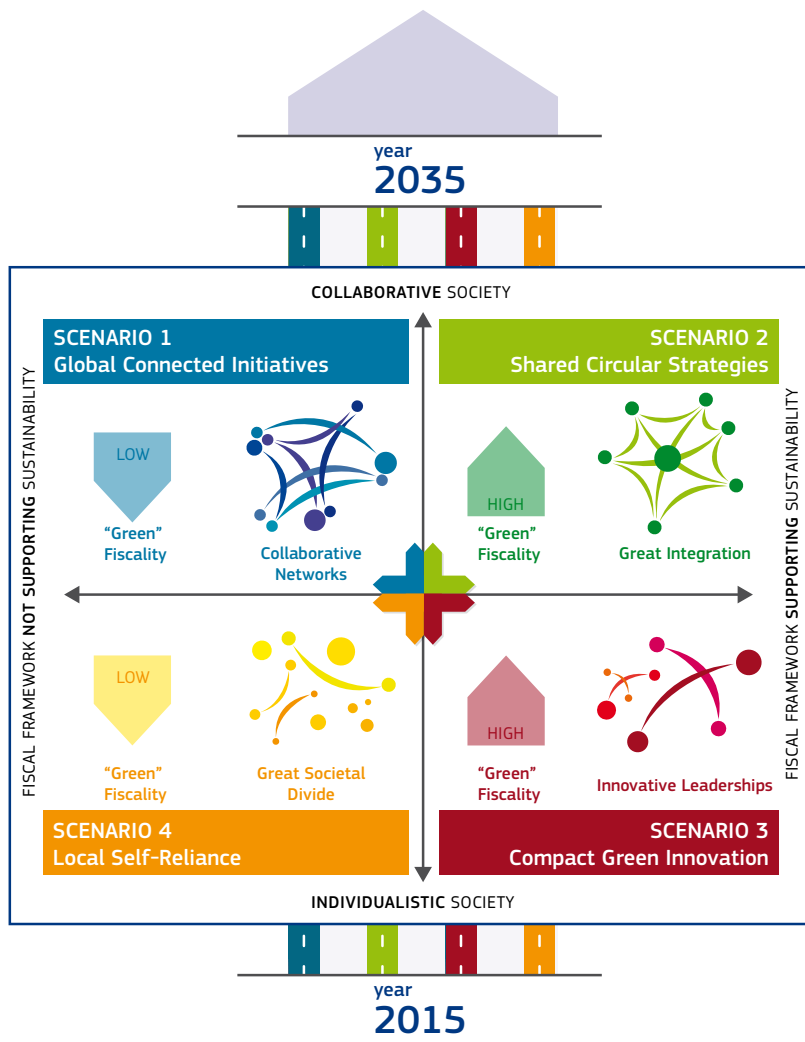 year
2035
COLLABORATIVE SOCIETY
FISCAL FRAMEWORK NOT SUPPORTING SUSTAINABILITY
SCENARIO 1
Global Connected Initiatives
LOW
"Green"
Fiscality
Collaborative
Networks
SCENARIO 2
Shared Circular Strategies
HIGH
"Green"
Fiscality
Great Integration
FISCAL FRAMEWORK SUPPORTING SUSTAINABILITY
LOW
"Green"
Fiscality
Great Societal
Divide
SCENARIO 4
Local Self-Reliance
HIGH
"Green"
Fiscality
Innovative Leaderships
SCENARIO 3
Compact Green Innovation
INDIVIDUALISTIC SOCIETY
year
2015